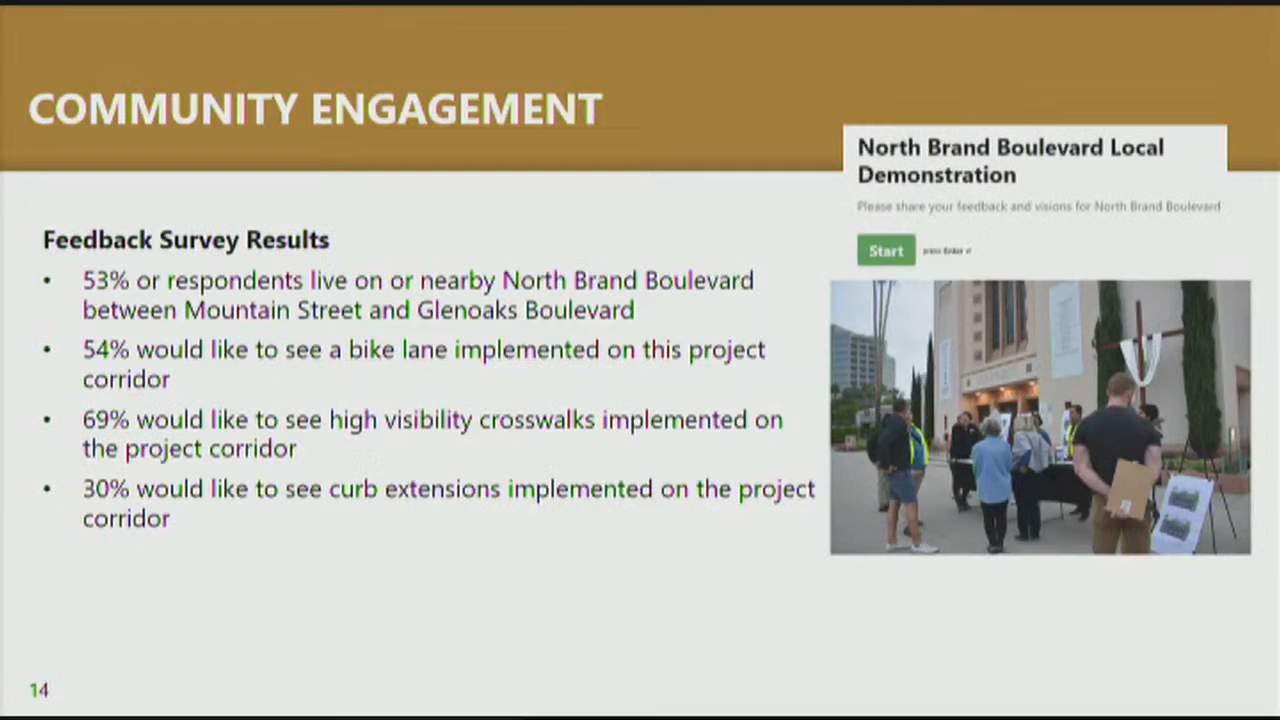 COMMUNITY ENGAGEMENT
North Brand Boulevard Local
Demonstration
Please share your feedback and visions for North Brand Boulevard
Start press Enter ↵
Feedback Survey Results
• 53% or respondents live on or nearby North Brand Boulevard
between Mountain Street and Glenoaks Boulevard
• 54% would like to see a bike lane implemented on this project
corridor
• 69% would like to see high visibility crosswalks implemented on
the project corridor
• 30% would like to see curb extensions implemented on the project
corridor
14